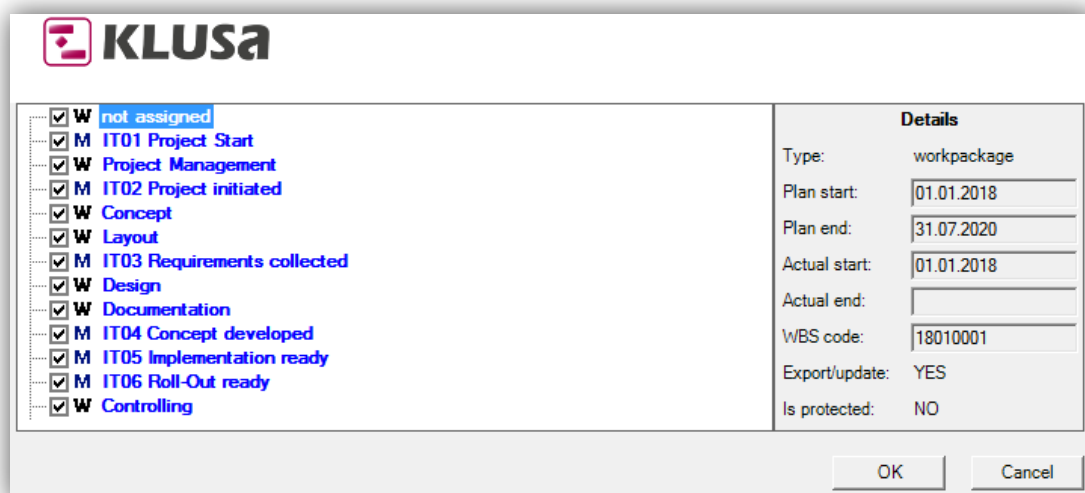 KLUSa
W not assigned
M IT01 Project Start
W Project Management
M IT02 Project initiated
W Concept
W Layout
M IT03 Requirements collected
W Design
W Documentation
M IT04 Concept developed
M IT05 Implementation ready
M IT06 Roll-Out ready
W Controlling
Details
Type: workpackage
Plan start: 01.01.2018
Plan end: 31.07.2020
Actual start: 01.01.2018
Actual end:
WBS code: 18010001
Export/update: YES
Is protected: NO
OK Cancel